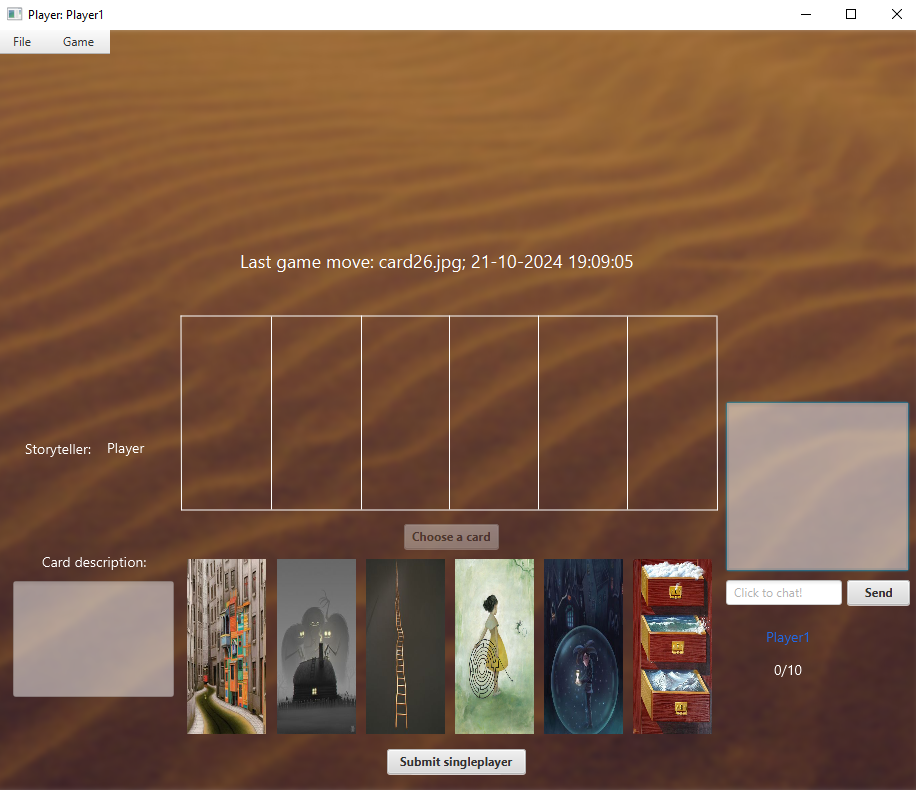 Player: Player1
File Game
Last game move: card26.jpg; 21-10-2024 19:09:05
Storyteller: Player
Choose a card
Card description:
Click to chat!
Send
Player1
0/10
Submit singleplayer